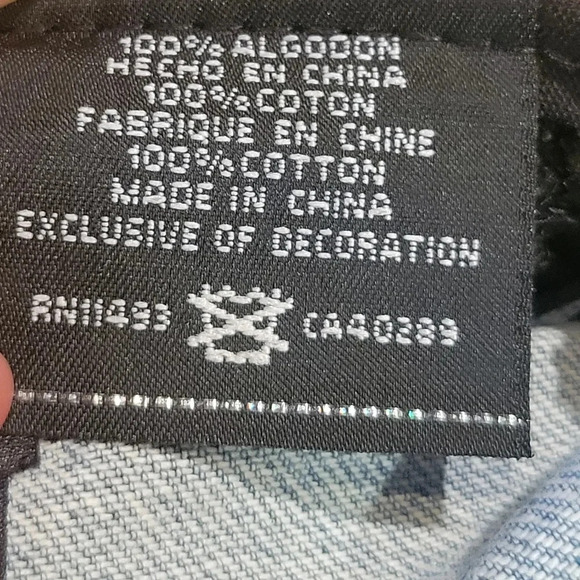 100% ALGODON
HECHO EN CHINA
100% COTON
FABRIQUE EN CHINE
100% COTTON
MADE IN CHINA
EXCLUSIVE OF DECORATION
RN11483 CA40288